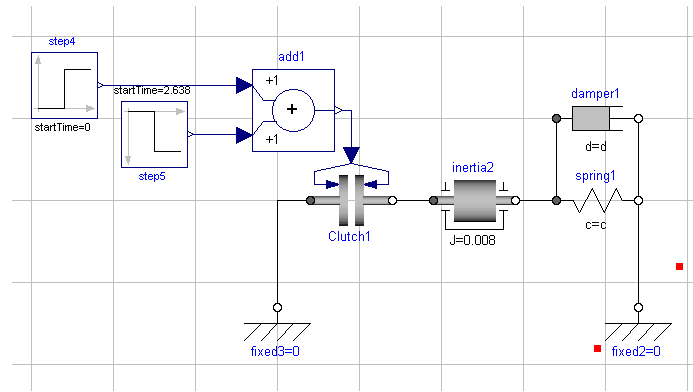 step4
add1
startTime=2.638
+1
+
+1
startTime=0
step5
damper1
d=d
inertia2
spring1
c=c
Clutch1
J=0.008
fixed3=0
fixed2=0